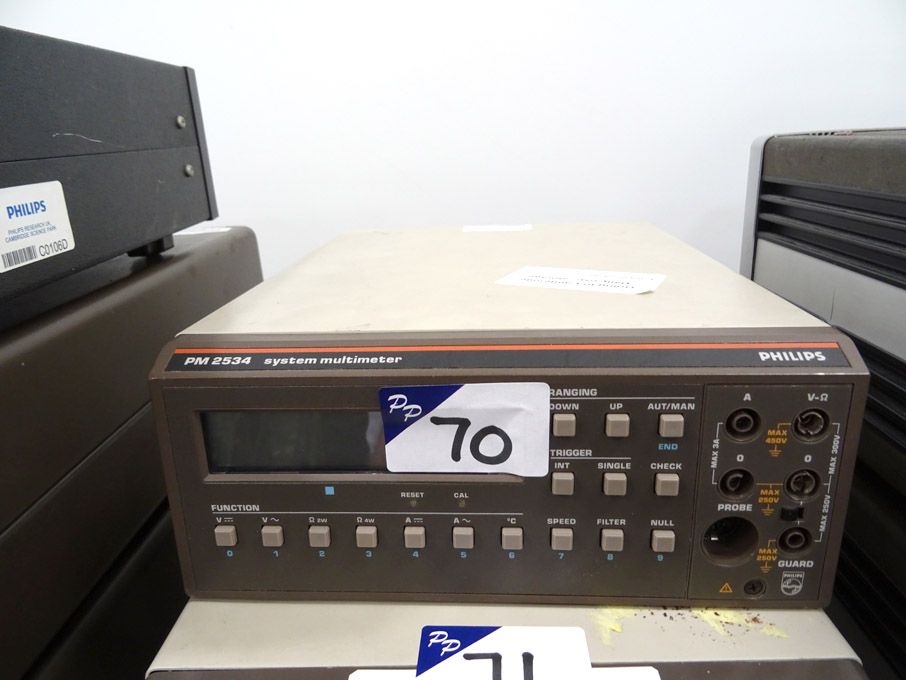 PHILIPS
PHILIPS RESEARCH UK,
CAMBRIDGE SCIENCE PARK
C0106D
PM 2534 system multimeter
PHILIPS
PP
70
RANGING
DOWN UP AUT/MAN
END
TRIGGER
INT SINGLE CHECK
RESET CAL
FUNCTION
V⎓ V~ Ω2W Ω4W A⎓ A~ °C SPEED FILTER NULL
0 1 2 3 4 5 6 7 8 9
A V-Ω
MAX 3A
MAX 450V
MAX 300V
0 0
MAX 250V
MAX 250V
PROBE
MAX 250V
GUARD
PHILIPS
PP
71